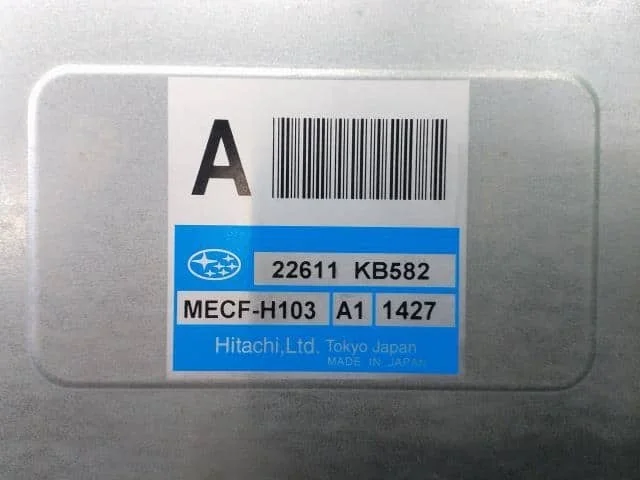 A
22611 KB582
MECF-H103 A1 1427
Hitachi,Ltd. Tokyo Japan
MADE IN JAPAN